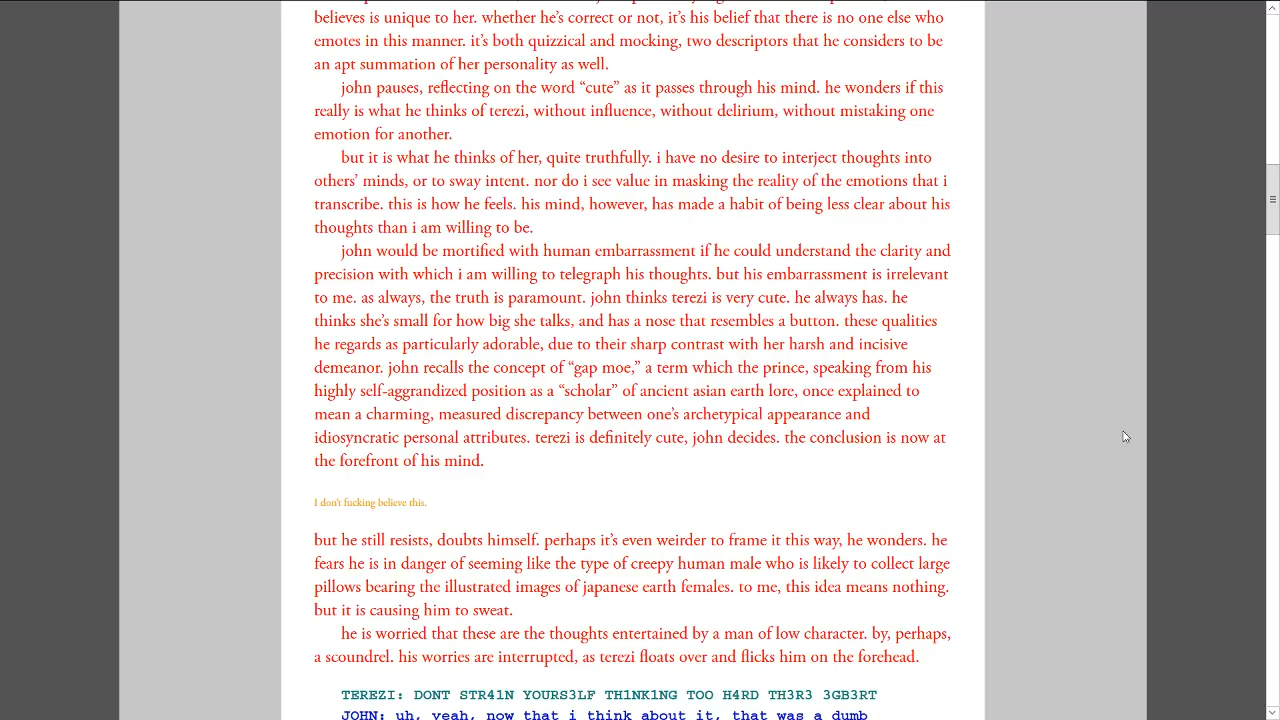 believes is unique to her. whether he's correct or not, it's his belief that there is no one else who
emotes in this manner. it's both quizzical and mocking, two descriptors that he considers to be
an apt summation of her personality as well.
john pauses, reflecting on the word “cute” as it passes through his mind. he wonders if this
really is what he thinks of terezi, without influence, without delirium, without mistaking one
emotion for another.
but it is what he thinks of her, quite truthfully. i have no desire to interject thoughts into
others’ minds, or to sway intent. nor do i see value in masking the reality of the emotions that i
transcribe. this is how he feels. his mind, however, has made a habit of being less clear about his
thoughts than i am willing to be.
john would be mortified with human embarrassment if he could understand the clarity and
precision with which i am willing to telegraph his thoughts. but his embarrassment is irrelevant
to me. as always, the truth is paramount. john thinks terezi is very cute. he always has. he
thinks she’s small for how big she talks, and has a nose that resembles a button. these qualities
he regards as particularly adorable, due to their sharp contrast with her harsh and incisive
demeanor. john recalls the concept of “gap moe,” a term which the prince, speaking from his
highly self-aggrandized position as a “scholar” of ancient asian earth lore, once explained to
mean a charming, measured discrepancy between one’s archetypical appearance and
idiosyncratic personal attributes. terezi is definitely cute, john decides. the conclusion is now at
the forefront of his mind.
I don’t fucking believe this.
but he still resists, doubts himself. perhaps it’s even weirder to frame it this way, he wonders. he
fears he is in danger of seeming like the type of creepy human male who is likely to collect large
pillows bearing the illustrated images of japanese earth females. to me, this idea means nothing.
but it is causing him to sweat.
he is worried that these are the thoughts entertained by a man of low character. by, perhaps,
a scoundrel. his worries are interrupted, as terezi floats over and flicks him on the forehead.
TEREZI: DONT STR41N YOURS3LF TH1NK1NG TOO H4RD TH3R3 3GB3RT
JOHN: uh, yeah, now that i think about it, that was a dumb